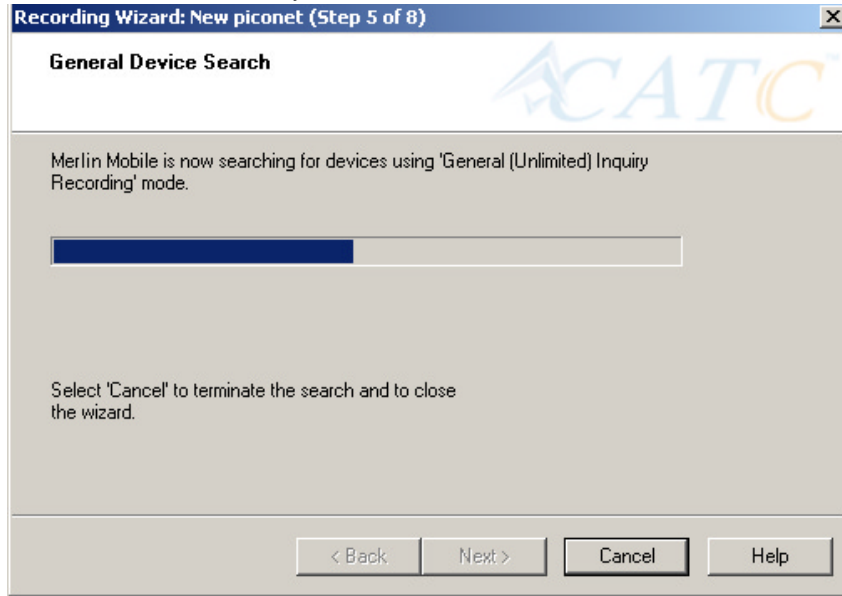 Recording Wizard: New piconet (Step 5 of 8)
General Device Search
CATC™
Merlin Mobile is now searching for devices using 'General (Unlimited) Inquiry
Recording' mode.
Select 'Cancel' to terminate the search and to close
the wizard.
< Back Next > Cancel Help